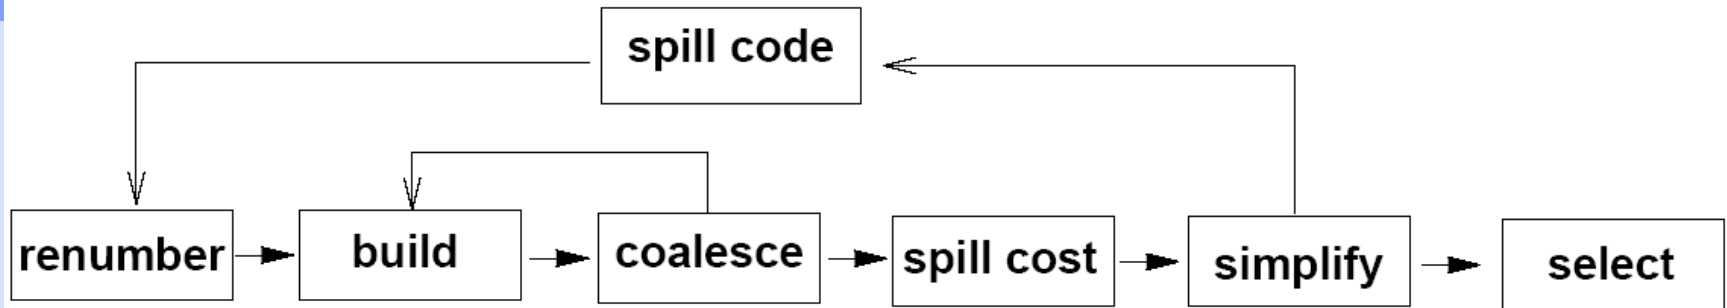 spill code
renumber
build
coalesce
spill cost
simplify
select